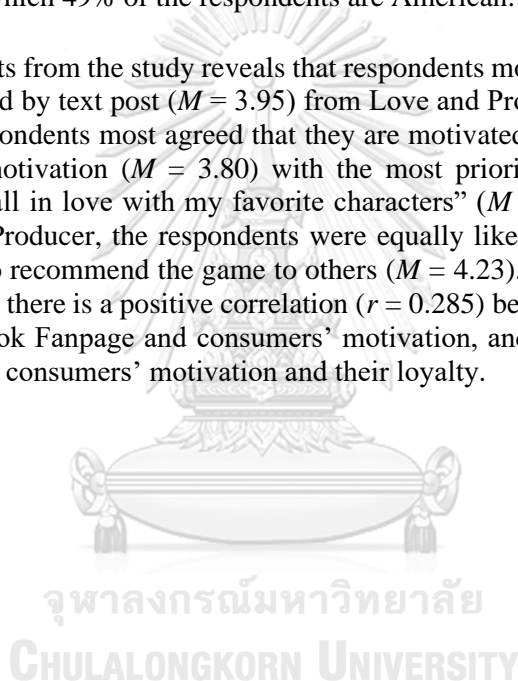 which 49% of the respondents are American.
ts from the study reveals that respondents mo
d by text post (M = 3.95) from Love and Pro
pondents most agreed that they are motivated
notivation (M = 3.80) with the most priori
all in love with my favorite characters” (M
Producer, the respondents were equally like
o recommend the game to others (M = 4.23).
there is a positive correlation (r = 0.285) be
ok Fanpage and consumers’ motivation, and
consumers’ motivation and their loyalty.
จุฬาลงกรณ์มหาวิทยาลัย
CHULALONGKORN UNIVERSITY